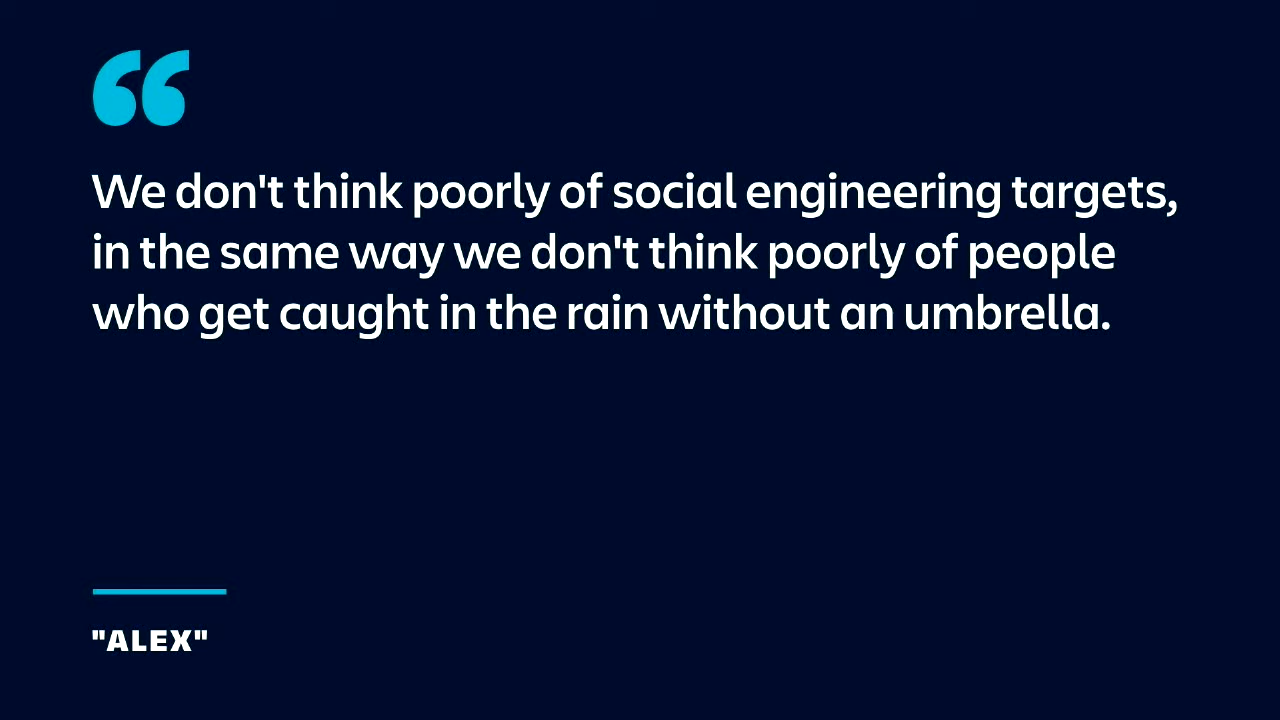 “
We don't think poorly of social engineering targets,
in the same way we don't think poorly of people
who get caught in the rain without an umbrella.
"ALEX"